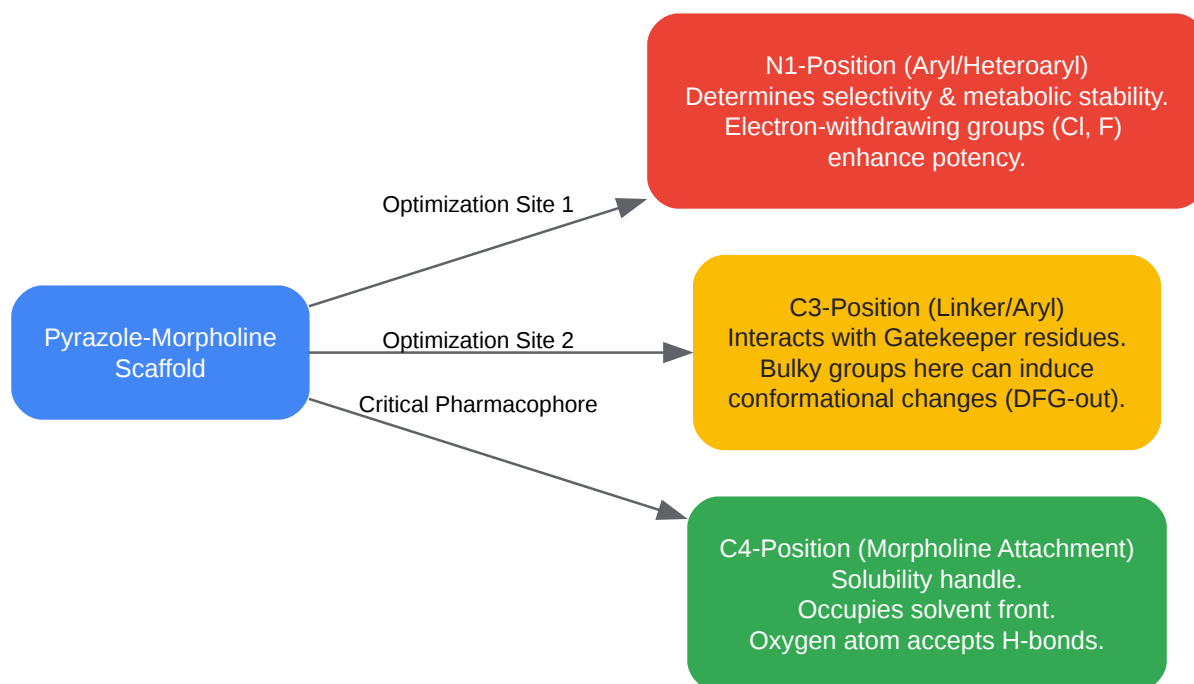 Pyrazole-Morpholine
Scaffold
Optimization Site 1
Optimization Site 2
Critical Pharmacophore
N1-Position (Aryl/Heteroaryl)
Determines selectivity & metabolic stability.
Electron-withdrawing groups (Cl, F)
enhance potency.
C3-Position (Linker/Aryl)
Interacts with Gatekeeper residues.
Bulky groups here can induce
conformational changes (DFG-out).
C4-Position (Morpholine Attachment)
Solubility handle.
Occupies solvent front.
Oxygen atom accepts H-bonds.